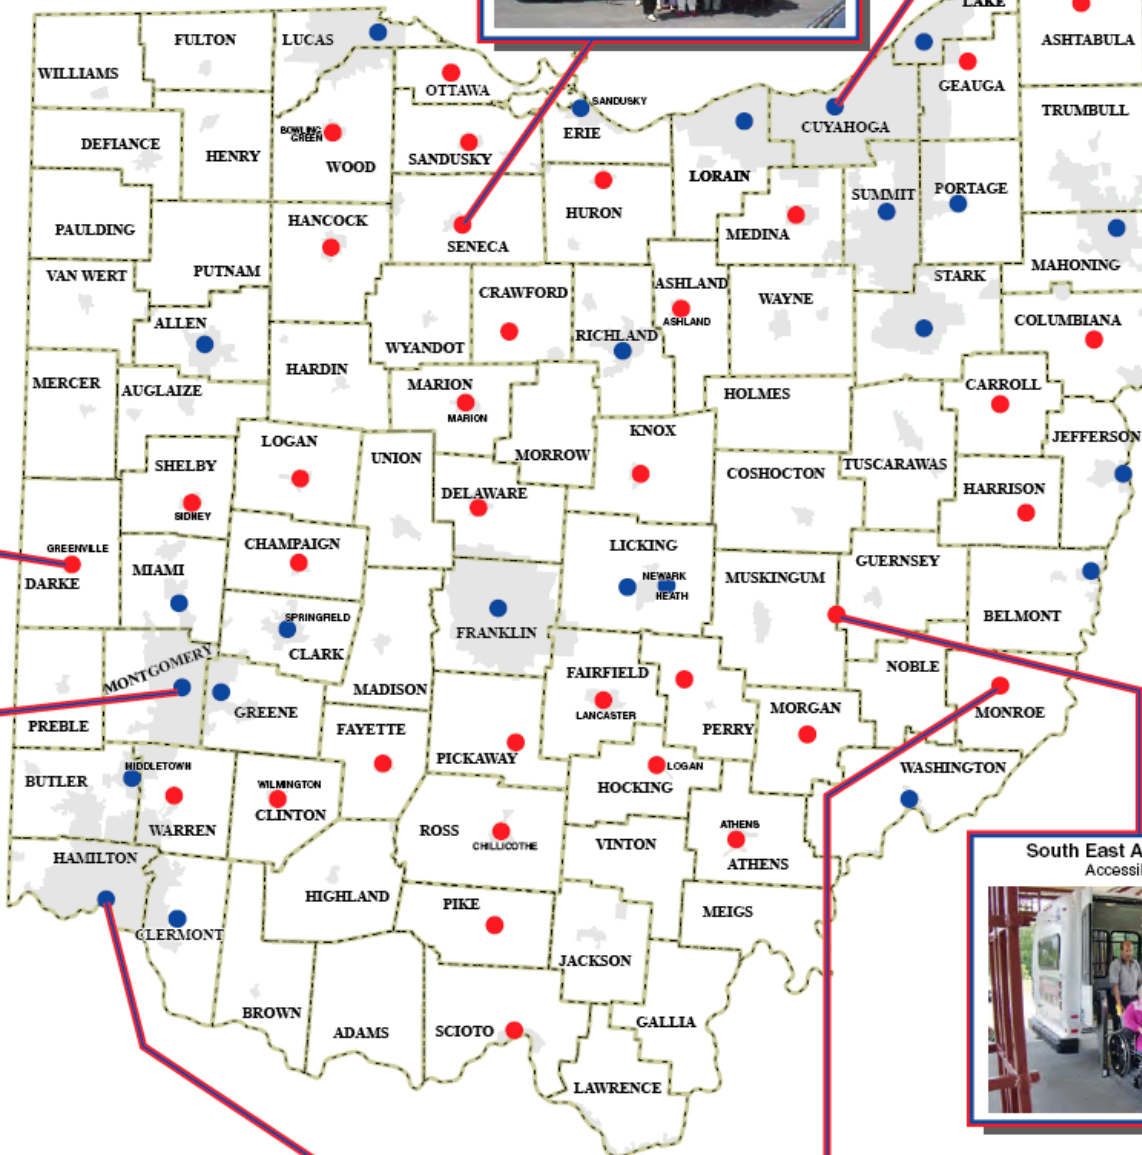 LAKE
FULTON
LUCAS
ASHTABULA
WILLIAMS
OTTAWA
GEAUGA
SANDUSKY
TRUMBULL
ERIE
CUYAHOGA
BOWLING
GREEN
DEFIANCE
HENRY
WOOD
SANDUSKY
LORAIN
SUMMIT
PORTAGE
HURON
HANCOCK
PAULDING
SENECA
MEDINA
VAN WERT
PUTNAM
MAHONING
STARK
CRAWFORD
ASHLAND
WAYNE
ALLEN
ASHLAND
COLUMBIANA
RICHLAND
WYANDOT
HARDIN
MERCER
AUGLAIZE
MARION
MARION
HOLMES
CARROLL
LOGAN
KNOX
JEFFERSON
UNION
MORROW
SHELBY
COSHOCTON
TUSCARAWAS
HARRISON
DELAWARE
SIDNEY
CHAMPAIGN
LICKING
GREENVILLE
DARKE
MIAMI
NEWARK
HEATH
MUSKINGUM
GUERNSEY
SPRINGFIELD
CLARK
FRANKLIN
BELMONT
MONTGOMERY
FAIRFIELD
NOBLE
MADISON
LANCASTER
MORGAN
MONROE
PREBLE
GREENE
FAYETTE
PERRY
PICKAWAY
MIDDLETOWN
BUTLER
LOGAN
HOCKING
WASHINGTON
WILMINGTON
CLINTON
WARREN
ROSS
CHILLICOTHE
VINTON
ATHENS
ATHENS
HAMILTON
HIGHLAND
PIKE
MEIGS
CLERMONT
JACKSON
BROWN
ADAMS
SCIOTO
GALLIA
LAWRENCE
South East A
Accessi